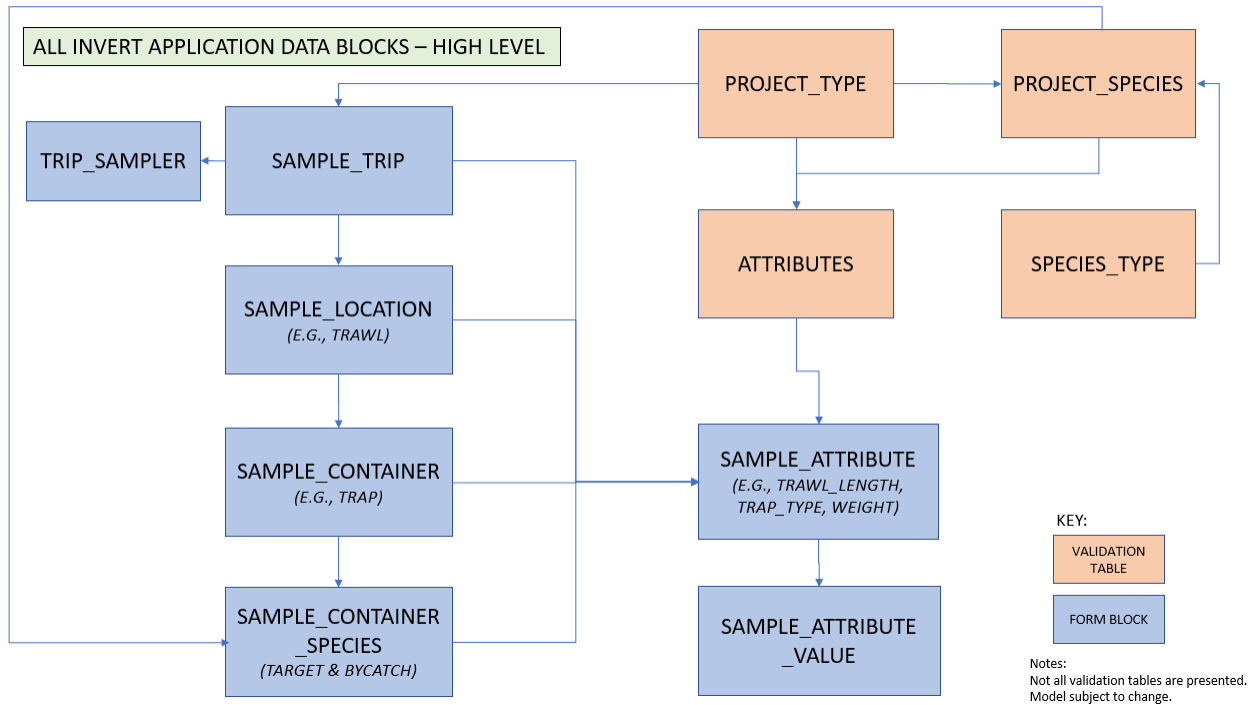 ALL INVERT APPLICATION DATA BLOCKS – HIGH LEVEL
PROJECT_TYPE
PROJECT_SPECIES
TRIP_SAMPLER
SAMPLE_TRIP
ATTRIBUTES
SPECIES_TYPE
SAMPLE_LOCATION
(E.G., TRAWL)
SAMPLE_CONTAINER
(E.G., TRAP)
SAMPLE_ATTRIBUTE
(E.G., TRAWL_LENGTH,
TRAP_TYPE, WEIGHT)
SAMPLE_CONTAINER
_SPECIES
(TARGET & BYCATCH)
SAMPLE_ATTRIBUTE
_VALUE
KEY:
VALIDATION
TABLE
FORM BLOCK
Notes:
Not all validation tables are presented.
Model subject to change.